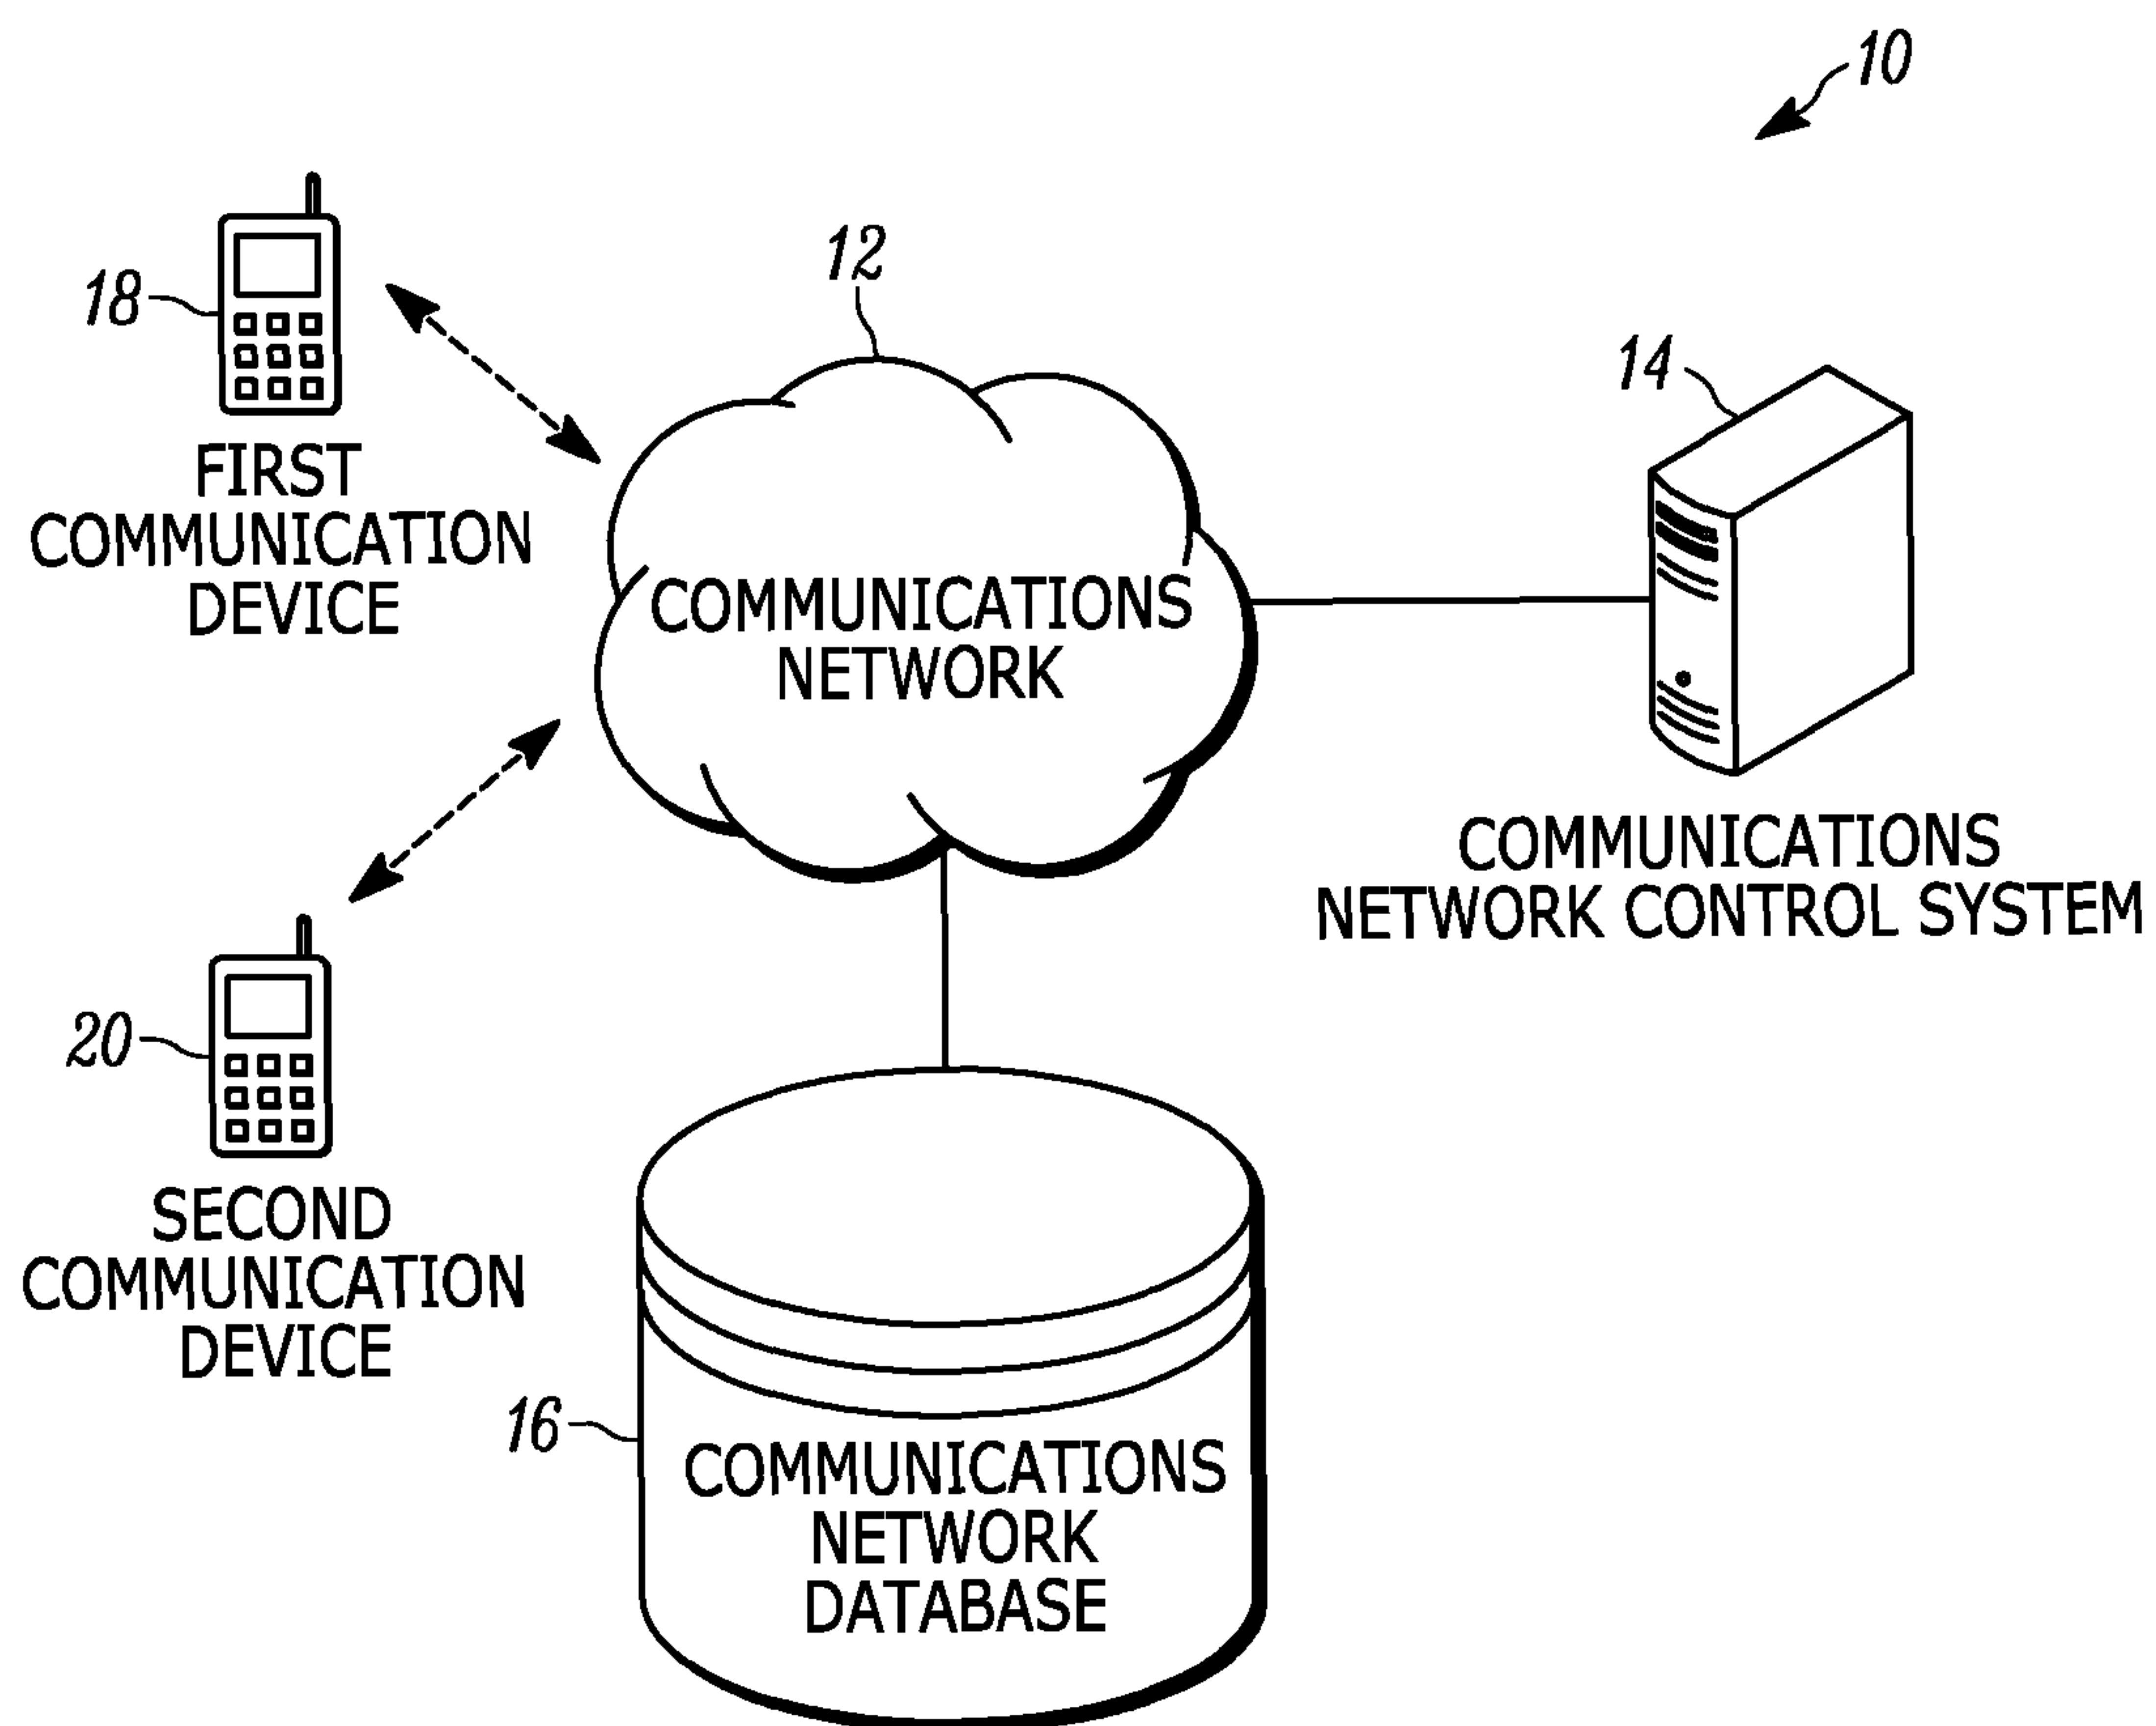 10
12
18
14
FIRST
COMMUNICATION
DEVICE
COMMUNICATIONS
NETWORK
COMMUNICATIONS
NETWORK CONTROL SYSTEM
20
SECOND
COMMUNICATION
DEVICE
16
COMMUNICATIONS
NETWORK
DATABASE